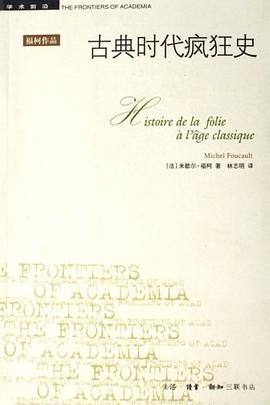 学术前沿 THE FRONTIERS OF ACADEMIA
福柯作品
古典时代疯狂史
Histoire de la folie
à l'âge classique
Michel Foucault
[法] 米歇尔·福柯 著 林志明 译
THE FRONTIERS
OF ACADEMIA
THE FRONTIERS
OF ACADEMIA
THE FRONTIERS
生活·读书·新知三联书店